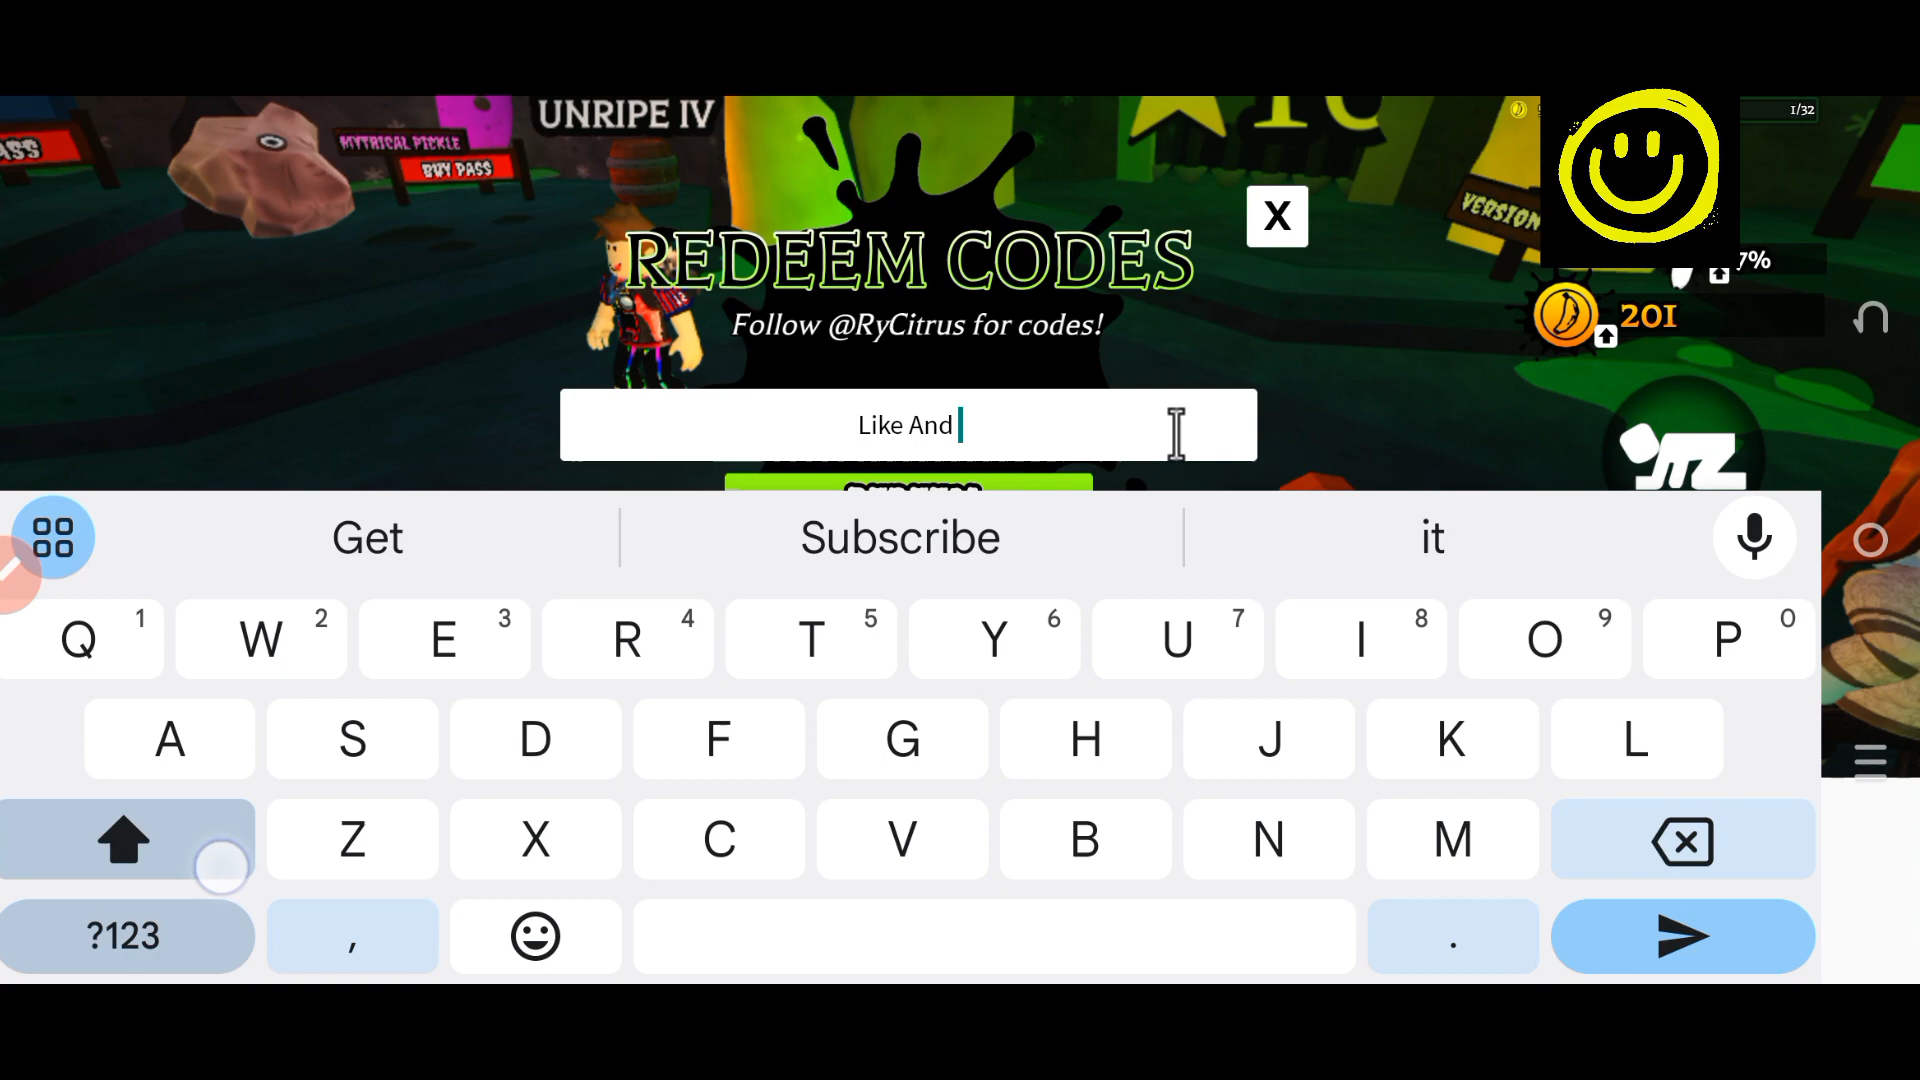 UNRIPE IV
1/32
ASS
MYTHICAL PICKLE
BUY PASS
VERSION
X
REDEEM CODES
7%
Follow @RyCitrus for codes!
201
Like And
Get
Subscribe
it
Q 1
W 2
E 3
R 4
T 5
Y 6
U 7
I 8
O 9
P 0
A
S
D
F
G
H
J
K
L
Z
X
C
V
B
N
M
?123
,
.